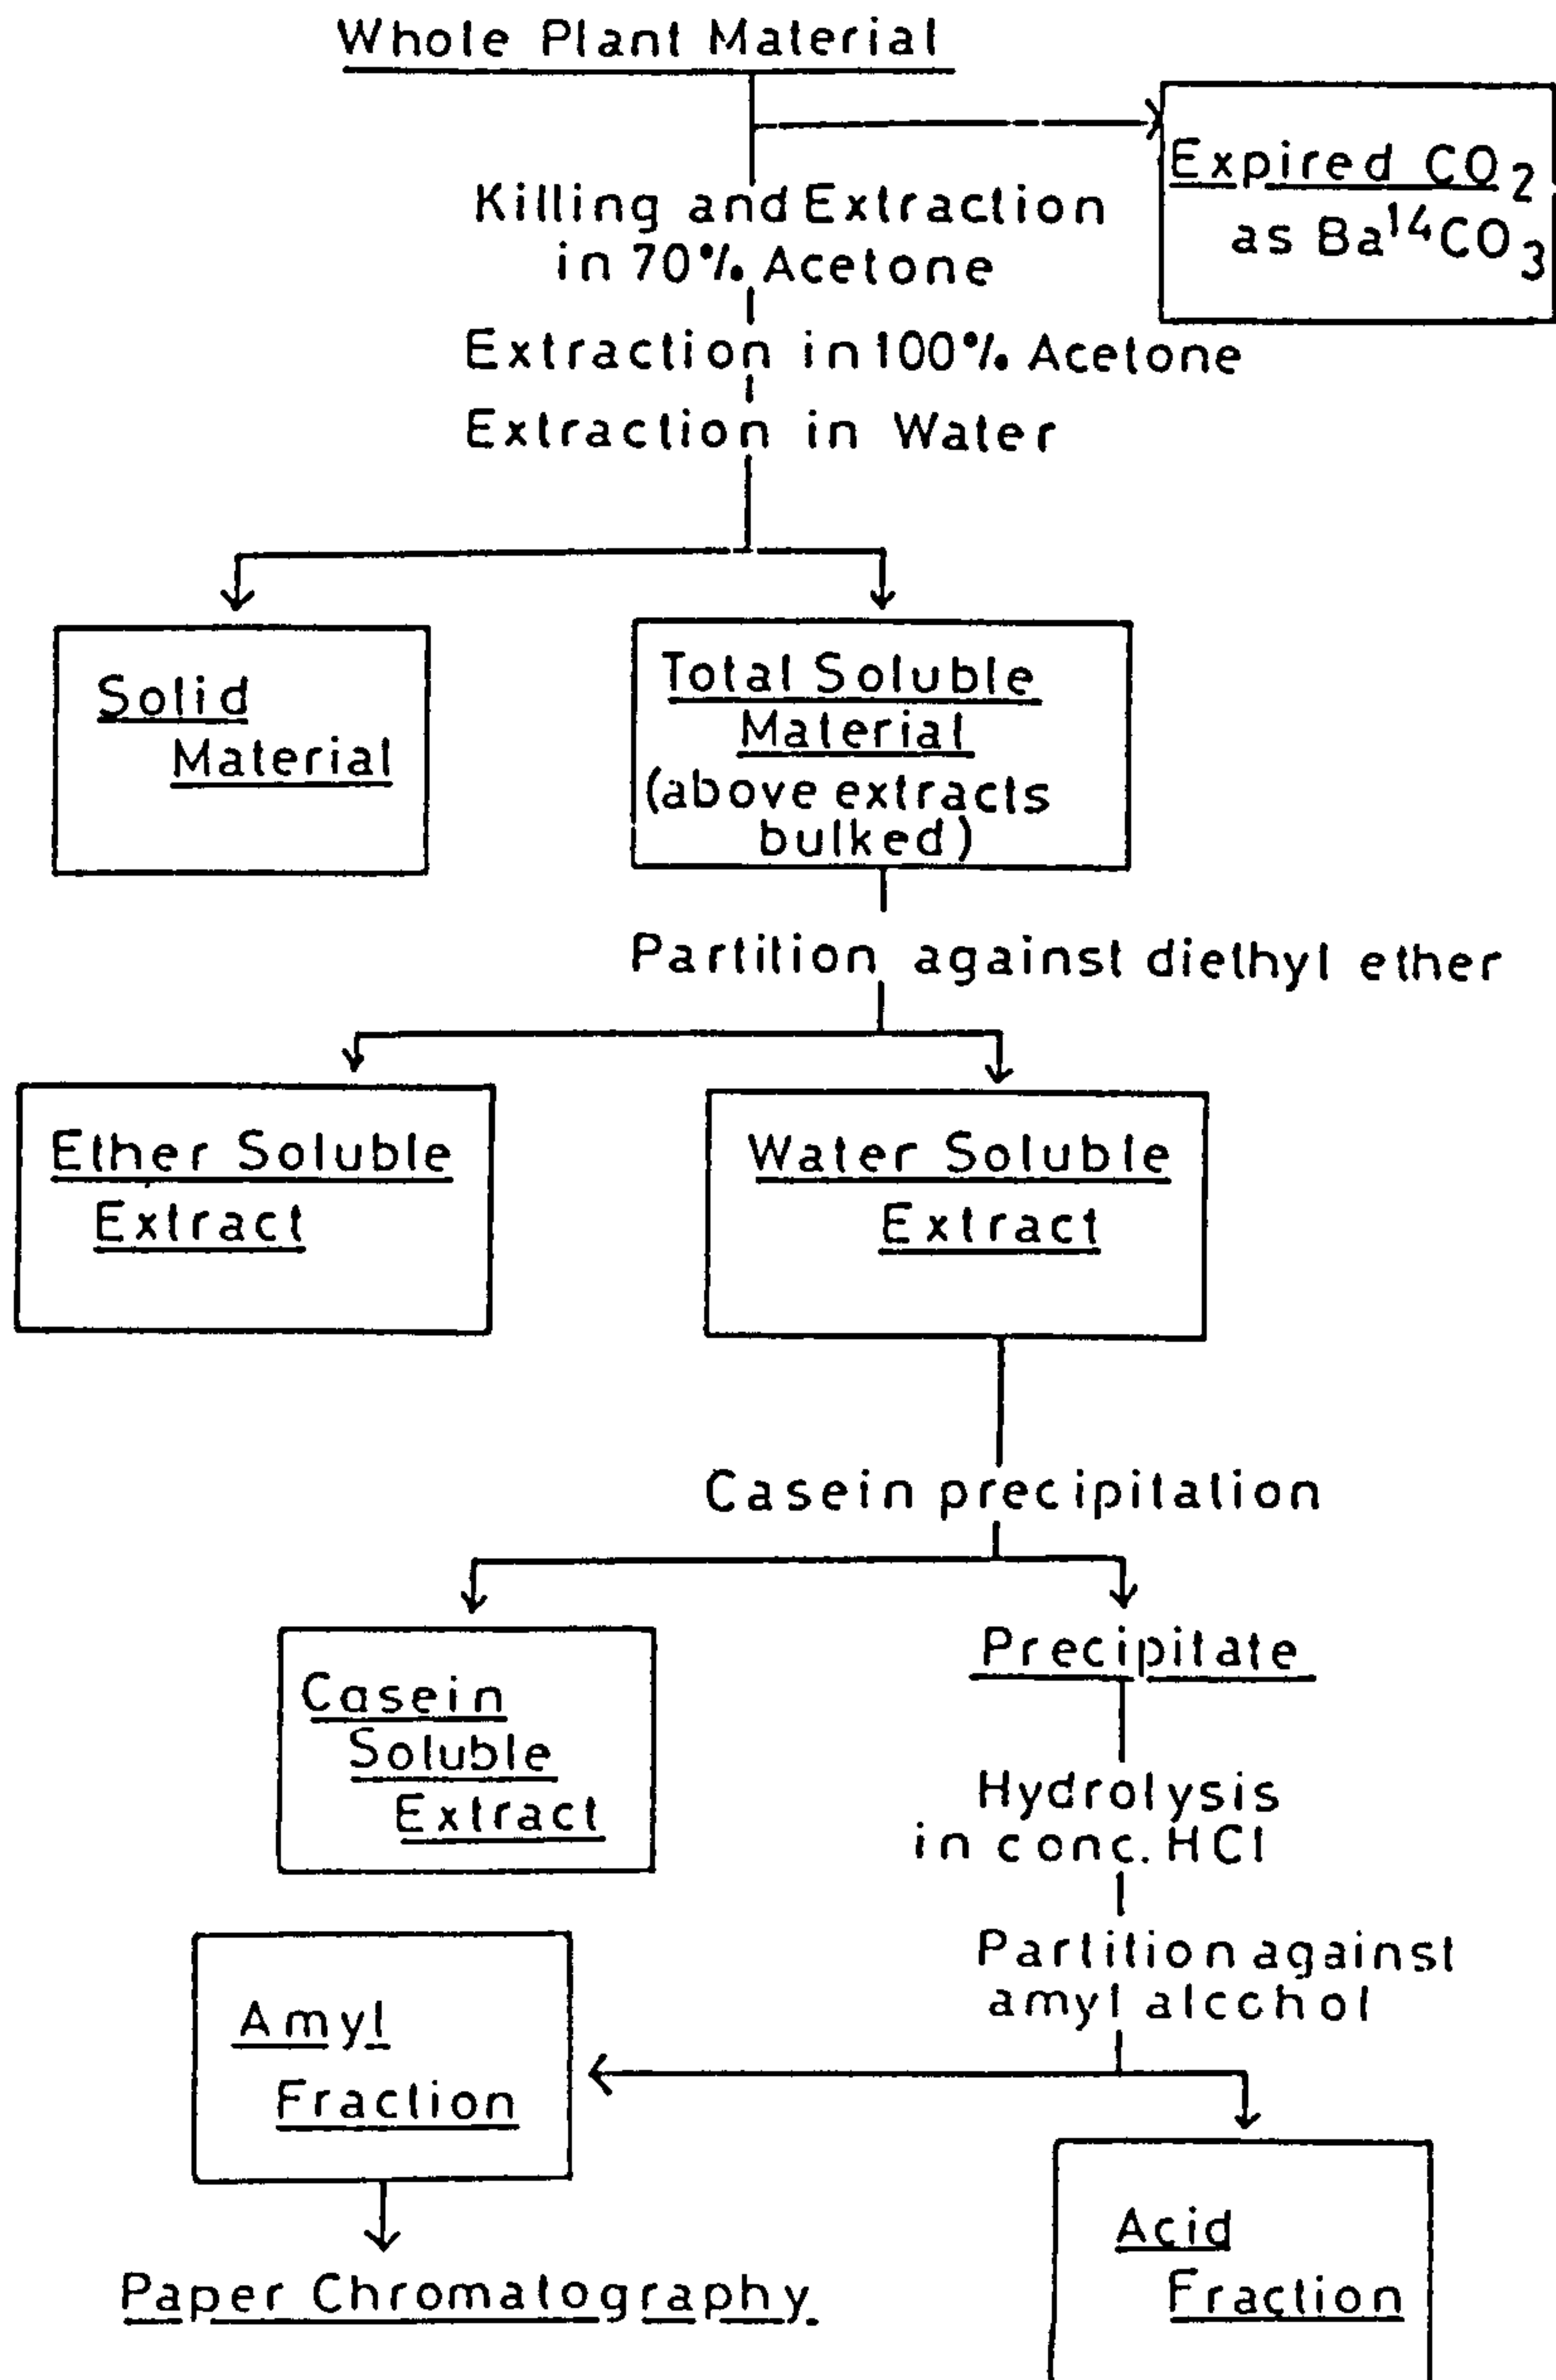 Whole Plant Material
Expired CO2
as Ba14CO3
Killing and Extraction
in 70% Acetone
Extraction in 100% Acetone
Extraction in Water
Solid
Material
Total Soluble
Material
(above extracts
bulked)
Partition against diethyl ether
Ether Soluble
Extract
Water Soluble
Extract
Casein precipitation
Casein
Soluble
Extract
Precipitate
Hydrolysis
in conc. HCl
Partition against
amyl alcohol
Amyl
Fraction
Acid
Fraction
Paper Chromatography